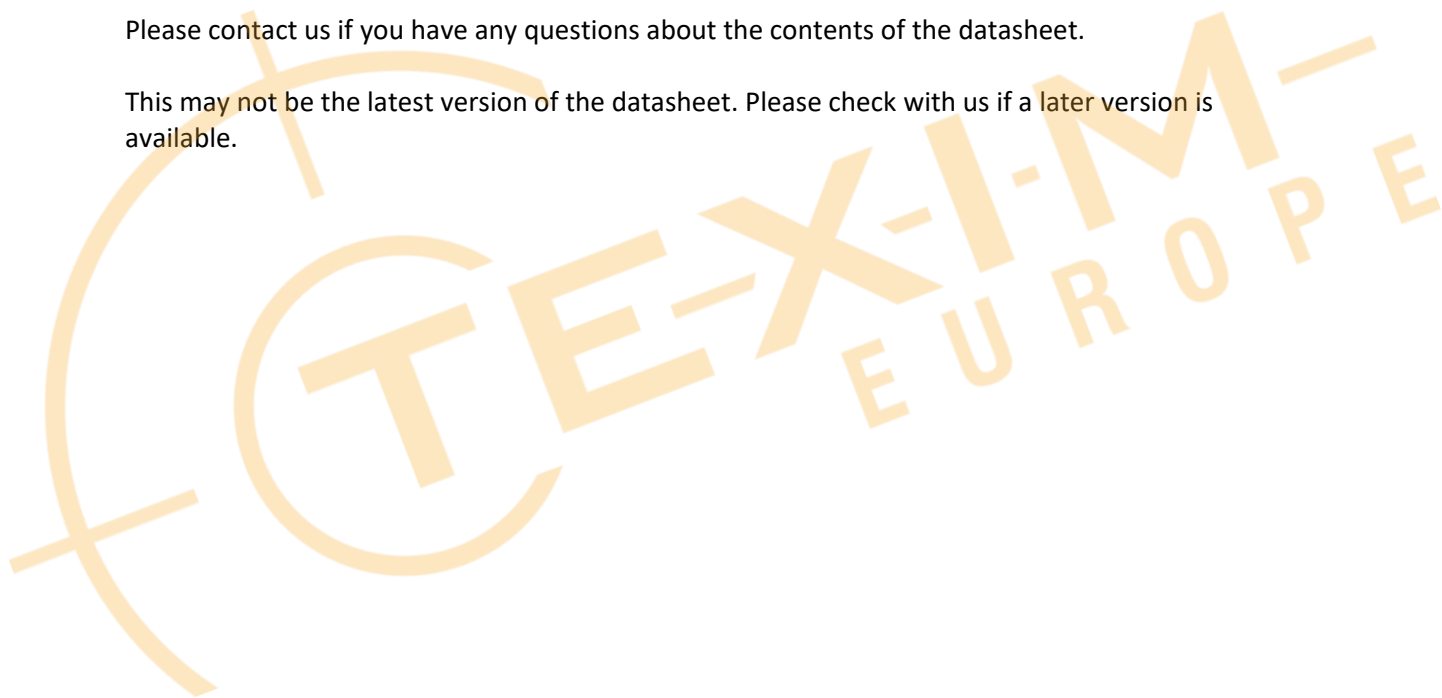 Please contact us if you have any questions about the contents of the datasheet.
This may not be the latest version of the datasheet. Please check with us if a later version is
available.
TE-X-I-M-
EUROPE